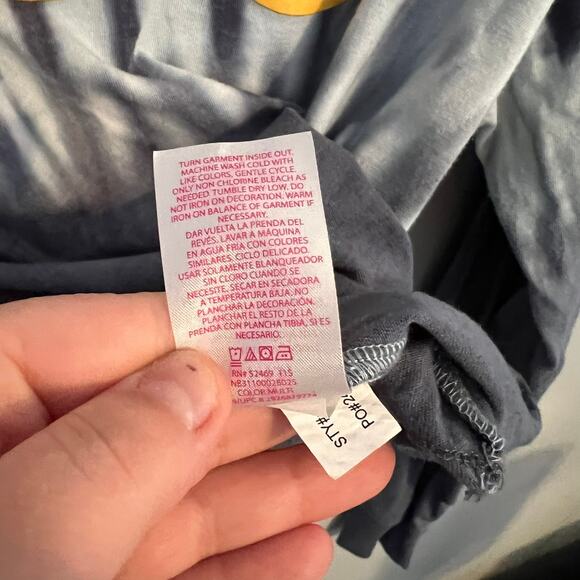 TURN GARMENT INSIDE OUT.
MACHINE WASH COLD WITH
LIKE COLORS, GENTLE CYCLE.
ONLY NON CHLORINE BLEACH AS
NEEDED. TUMBLE DRY LOW. DO
NOT IRON ON DECORATION. WARM
IRON ON BALANCE OF GARMENT IF
NECESSARY.
DAR VUELTA LA PRENDA DEL
REVÉS. LAVAR A MÁQUINA
EN AGUA FRÍA CON COLORES
SIMILARES. CICLO DELICADO.
USAR SOLAMENTE BLANQUEADOR
SIN CLORO CUANDO SE
NECESITE, SECAR EN SECADORA
A TEMPERATURA BAJA; NO
PLANCHAR LA DECORACIÓN.
PLANCHAR EL RESTO DE LA
PRENDA CON PLANCHA TIBIA, SI ES
NECESARIO.
RN# 52469
COLOR MULTI
STY#
PO#2